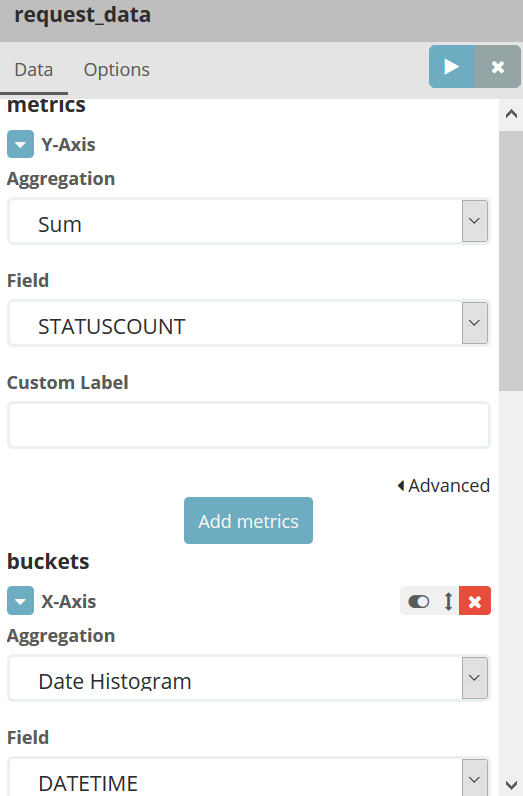 request_data
Data Options
metrics
Y-Axis
Aggregation
Sum
Field
STATUSCOUNT
Custom Label
Advanced
Add metrics
buckets
X-Axis
Aggregation
Date Histogram
Field
DATETIME